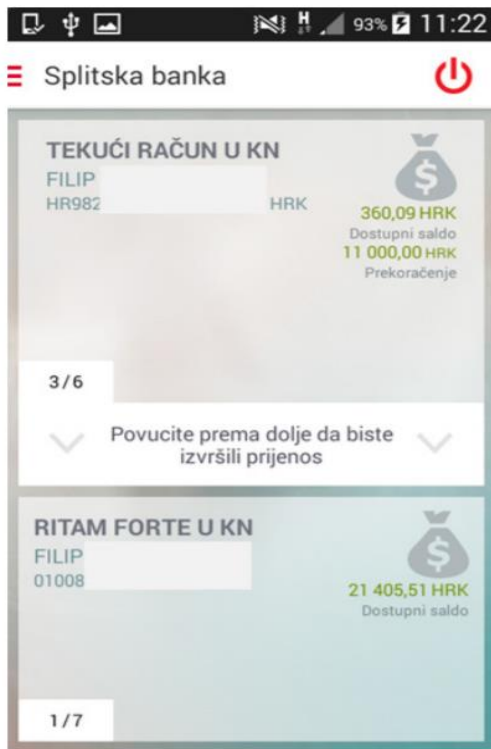 H 93% 11:22
Splitska banka
TEKUĆI RAČUN U KN
FILIP
HR982 HRK
360,09 HRK
Dostupni saldo
11 000,00 HRK
Prekoračenje
3/6
Povucite prema dolje da biste
izvršili prijenos
RITAM FORTE U KN
FILIP
01008
21 405,51 HRK
Dostupni saldo
1/7